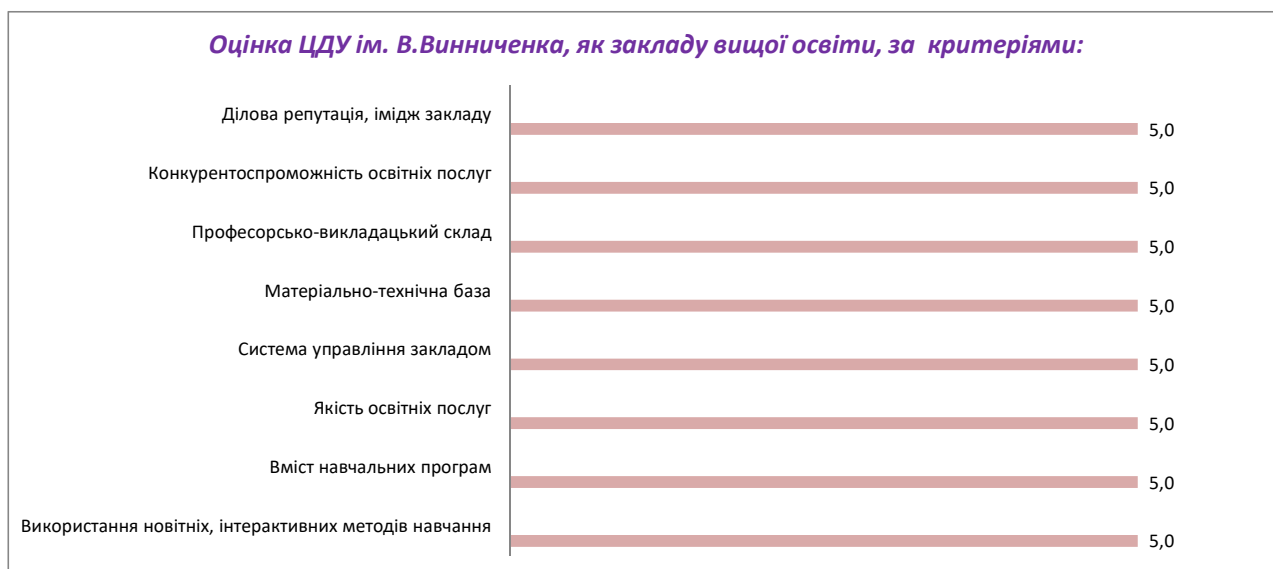 Оцінка ЦДУ ім. В.Винниченка, як закладу вищої освіти, за критеріями:
Ділова репутація, імідж закладу
5,0
Конкурентоспроможність освітніх послуг
5,0
Професорсько-викладацький склад
5,0
Матеріально-технічна база
5,0
Система управління закладом
5,0
Якість освітніх послуг
5,0
Вміст навчальних програм
5,0
Використання новітніх, інтерактивних методів навчання
5,0